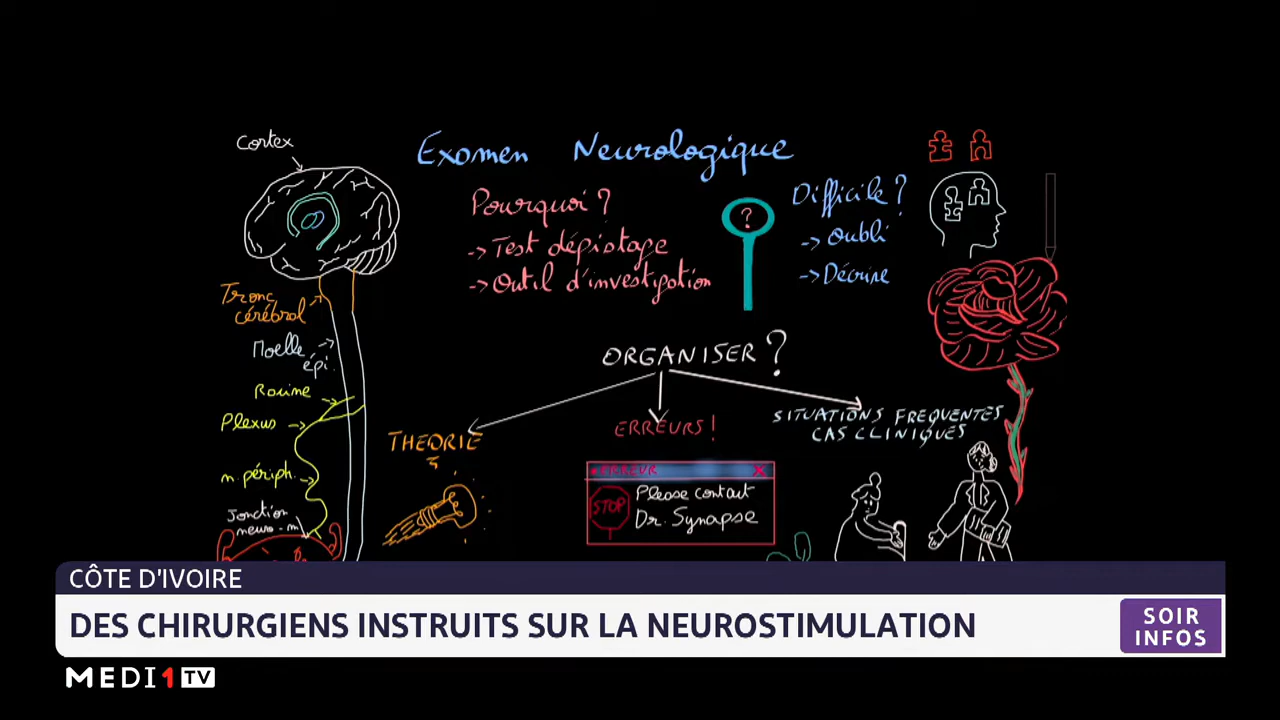 Cortex
Examen Neurologique
Pourquoi ?
-> Test dépistage
-> Outil d'investigation
?
Difficile ?
-> Oubli
-> Décrire
Tronc
cérébral
Moelle
épi.
Racine
Plexus
n. périph.
Jonction
neuro-m
ORGANISER ?
THEORIE
ERREURS !
SITUATIONS FREQUENTES
CAS CLINIQUES
ERREUR X
STOP
Please contact
Dr. Synapse
CÔTE D'IVOIRE
DES CHIRURGIENS INSTRUITS SUR LA NEUROSTIMULATION
SOIR
INFOS
MEDI1 TV